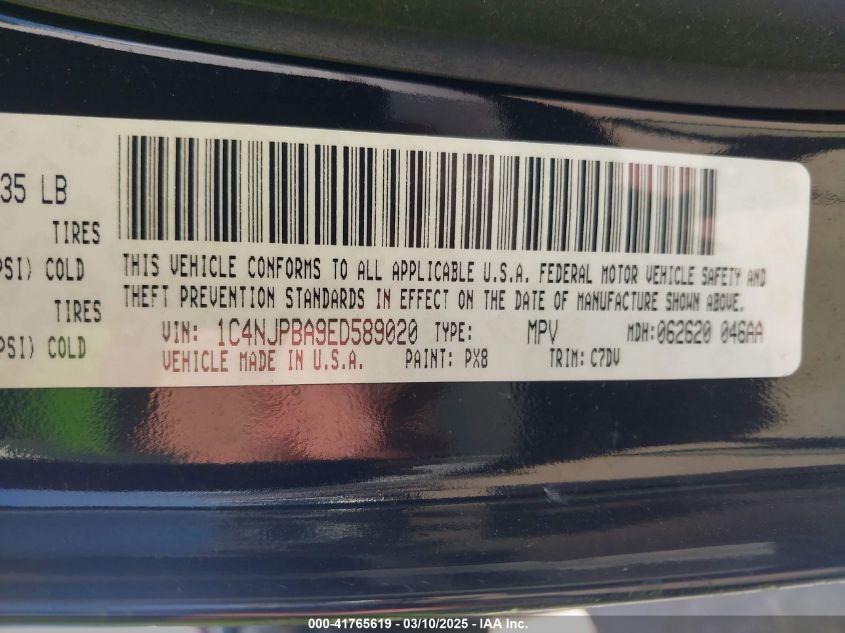 35 LB
TIRES
PSI) COLD
TIRES
PSI) COLD
THIS VEHICLE CONFORMS TO ALL APPLICABLE U.S.A. FEDERAL MOTOR VEHICLE SAFETY AND
THEFT PREVENTION STANDARDS IN EFFECT ON THE DATE OF MANUFACTURE SHOWN ABOVE.
VIN: 1C4NJPBA9ED589020 TYPE: MPV MDH:062620 046AA
VEHICLE MADE IN U.S.A. PAINT: PX8 TRIM: C7DV
000-41765619 — 03/10/2025 — IAA Inc.